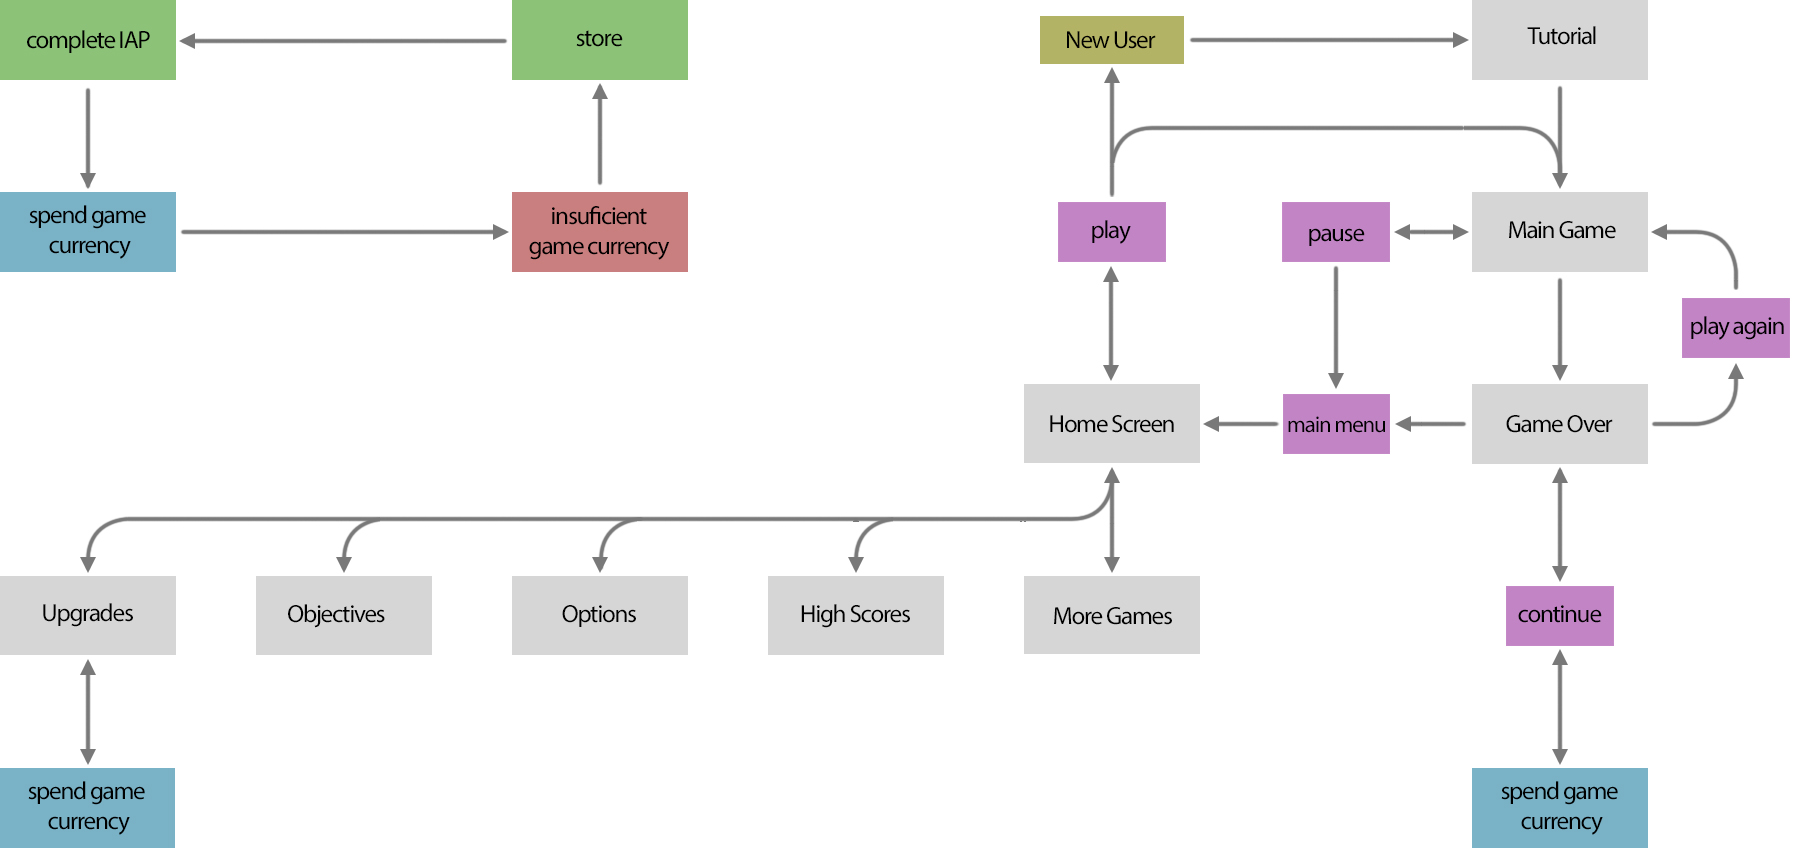 complete IAP
store
New User
Tutorial
spend game
currency
insuficient
game currency
play
pause
Main Game
play again
Home Screen
main menu
Game Over
Upgrades
Objectives
Options
High Scores
More Games
continue
spend game
currency
spend game
currency